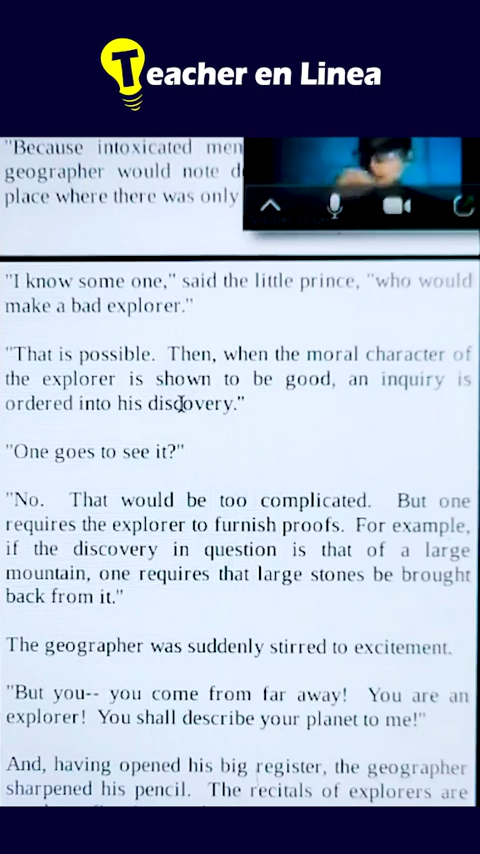 Teacher en Linea
"Because intoxicated men
geographer would note d
place where there was only
"I know some one," said the little prince, "who would
make a bad explorer."
"That is possible. Then, when the moral character of
the explorer is shown to be good, an inquiry is
ordered into his discovery."
"One goes to see it?"
"No. That would be too complicated. But one
requires the explorer to furnish proofs. For example,
if the discovery in question is that of a large
mountain, one requires that large stones be brought
back from it."
The geographer was suddenly stirred to excitement.
"But you-- you come from far away! You are an
explorer! You shall describe your planet to me!"
And, having opened his big register, the geographer
sharpened his pencil. The recitals of explorers are